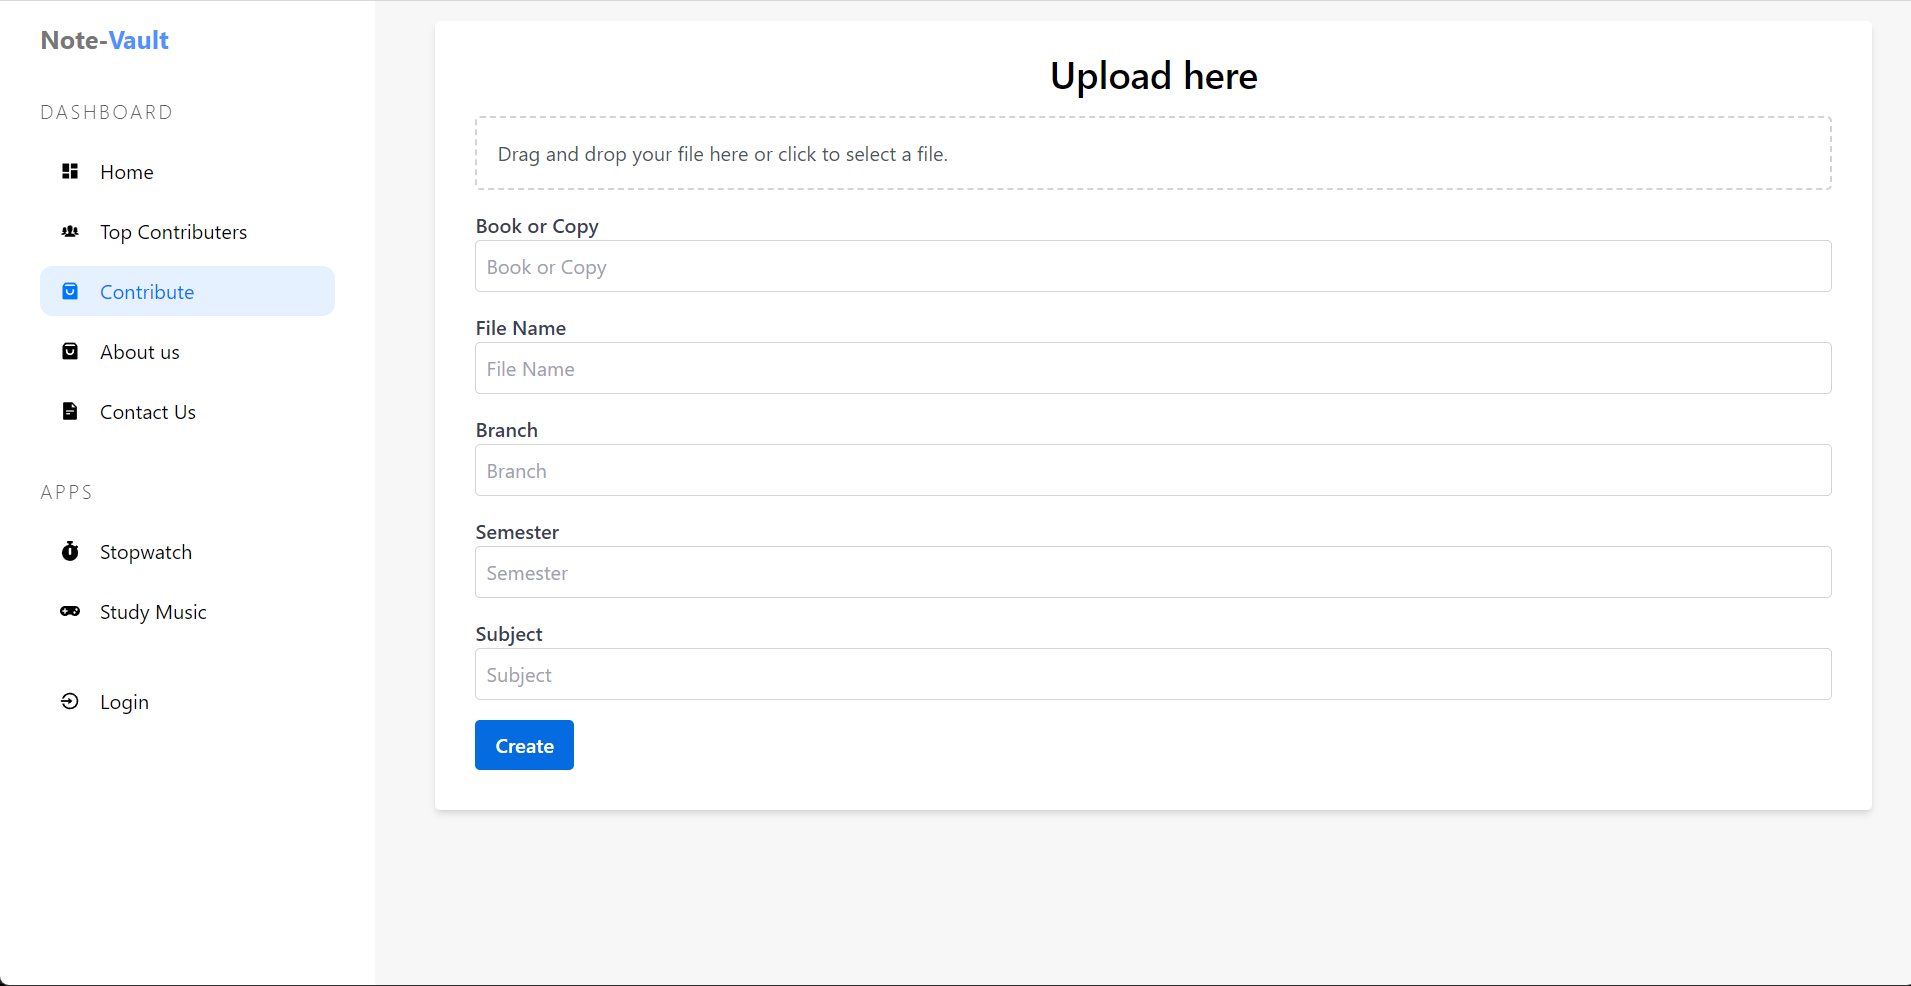 Note-Vault
DASHBOARD
Home
Top Contributers
Contribute
About us
Contact Us
APPS
Stopwatch
Study Music
Login
Upload here
Drag and drop your file here or click to select a file.
Book or Copy
Book or Copy
File Name
File Name
Branch
Branch
Semester
Semester
Subject
Subject
Create